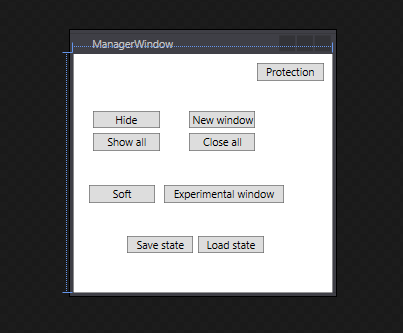 ManagerWindow
Protection
Hide
New window
Show all
Close all
Soft
Experimental window
Save state
Load state